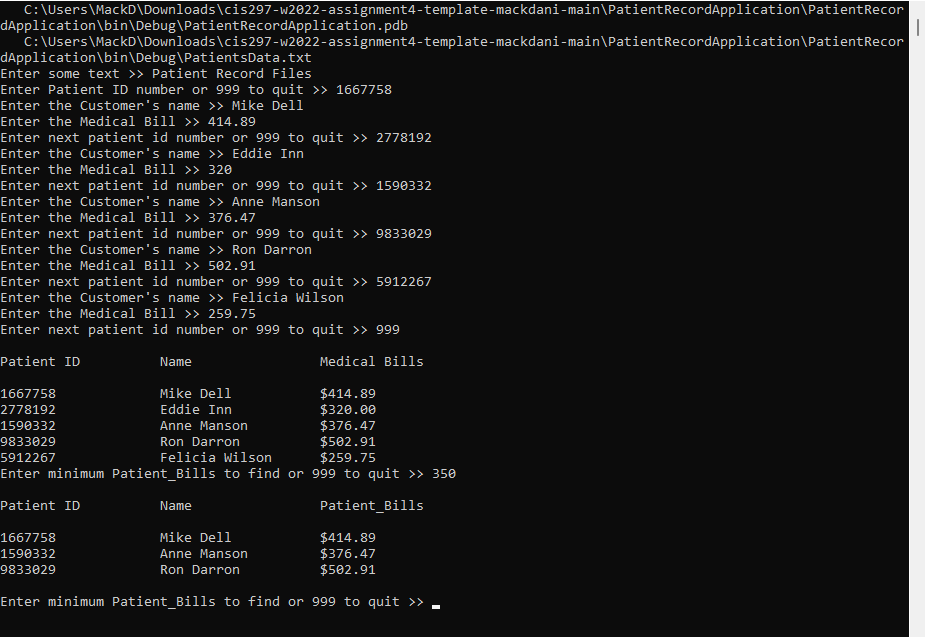 C:\Users\MackD\Downloads\cis297-w2022-assignment4-template-mackdani-main\PatientRecordApplication\PatientRecor
dApplication\bin\Debug\PatientRecordApplication.pdb
C:\Users\MackD\Downloads\cis297-w2022-assignment4-template-mackdani-main\PatientRecordApplication\PatientRecor
dApplication\bin\Debug\PatientsData.txt
Enter some text >> Patient Record Files
Enter Patient ID number or 999 to quit >> 1667758
Enter the Customer's name >> Mike Dell
Enter the Medical Bill >> 414.89
Enter next patient id number or 999 to quit >> 2778192
Enter the Customer's name >> Eddie Inn
Enter the Medical Bill >> 320
Enter next patient id number or 999 to quit >> 1590332
Enter the Customer's name >> Anne Manson
Enter the Medical Bill >> 376.47
Enter next patient id number or 999 to quit >> 9833029
Enter the Customer's name >> Ron Darron
Enter the Medical Bill >> 502.91
Enter next patient id number or 999 to quit >> 5912267
Enter the Customer's name >> Felicia Wilson
Enter the Medical Bill >> 259.75
Enter next patient id number or 999 to quit >> 999
Patient ID          Name                Medical Bills
1667758             Mike Dell           $414.89
2778192             Eddie Inn           $320.00
1590332             Anne Manson         $376.47
9833029             Ron Darron          $502.91
5912267             Felicia Wilson      $259.75
Enter minimum Patient_Bills to find or 999 to quit >> 350
Patient ID          Name                Patient_Bills
1667758             Mike Dell           $414.89
1590332             Anne Manson         $376.47
9833029             Ron Darron          $502.91
Enter minimum Patient_Bills to find or 999 to quit >>